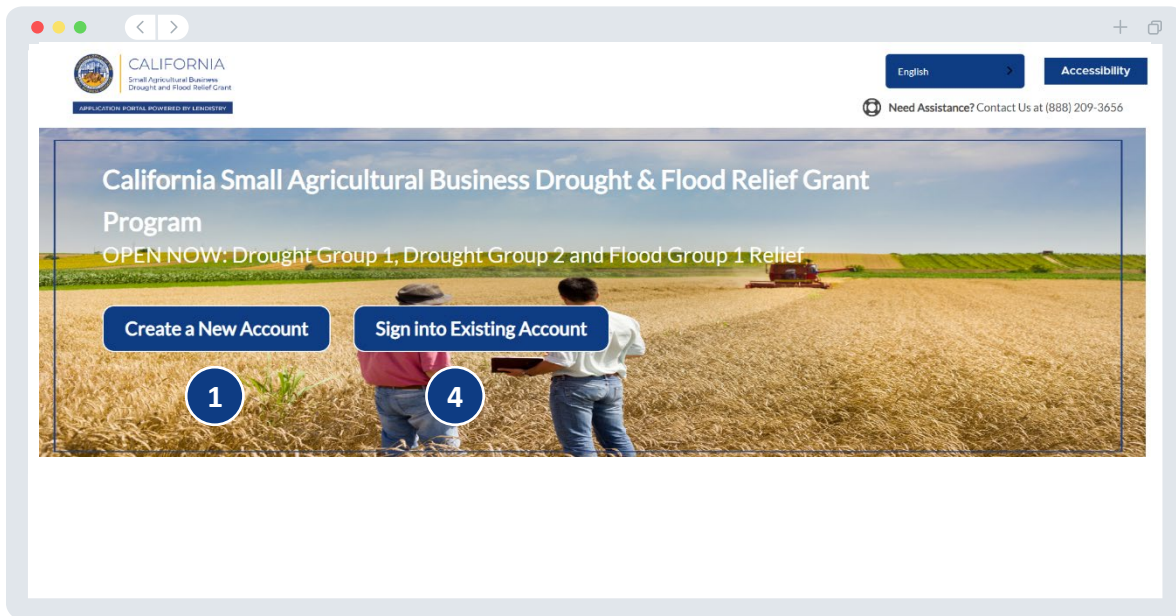 CALIFORNIA
Small Agricultural Business
Drought and Flood Relief Grant
APPLICATION PORTAL POWERED BY LENDISTRY
English
Accessibility
Need Assistance? Contact Us at (888) 209-3656
California Small Agricultural Business Drought & Flood Relief Grant
Program
OPEN NOW: Drought Group 1, Drought Group 2 and Flood Group 1 Relief
Create a New Account
Sign into Existing Account
1
4